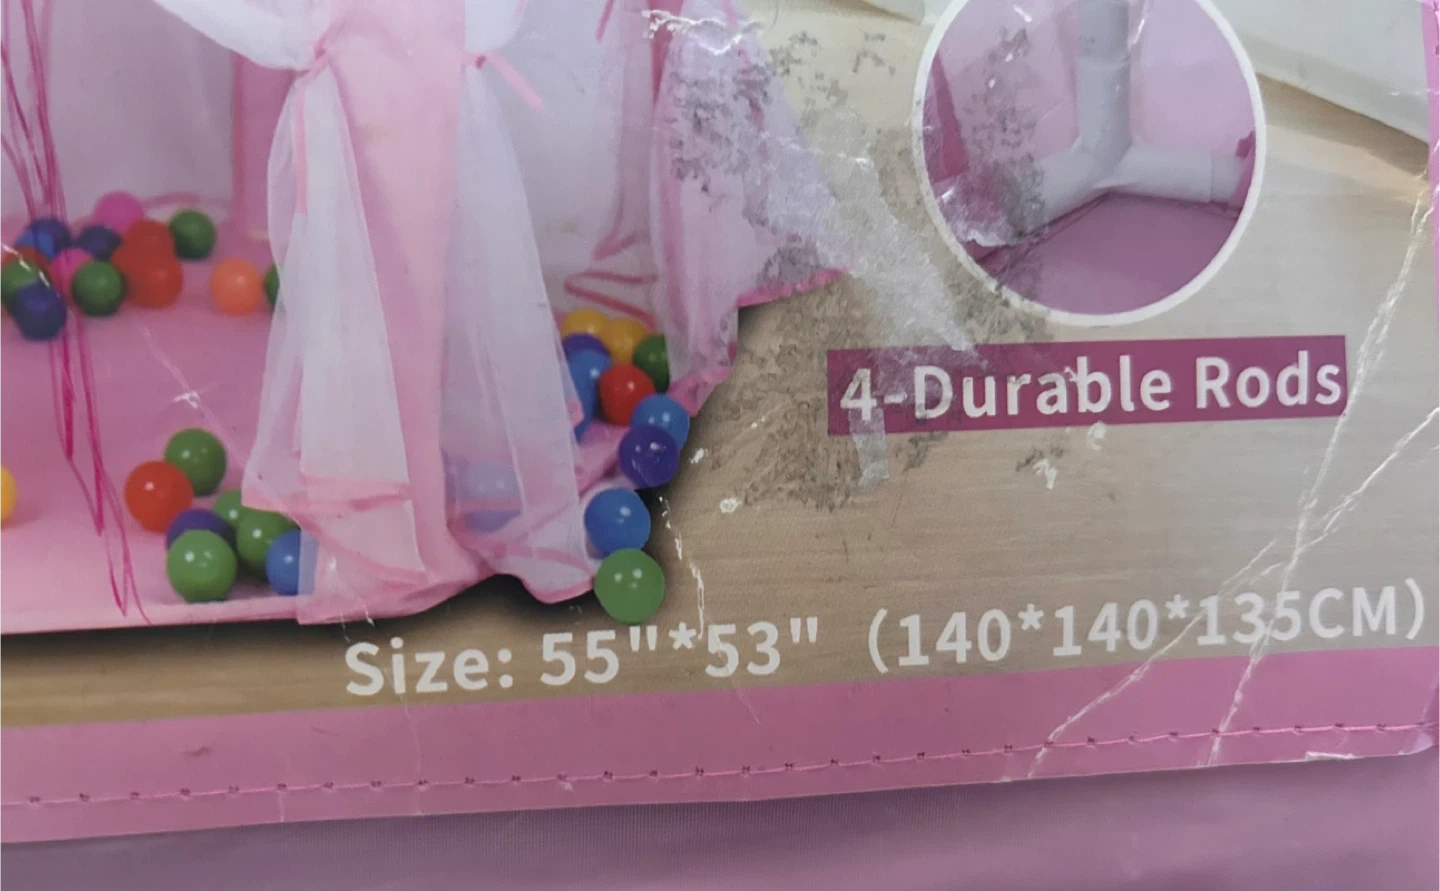 4-Durable Rods
Size: 55"*53" (140*140*135CM)